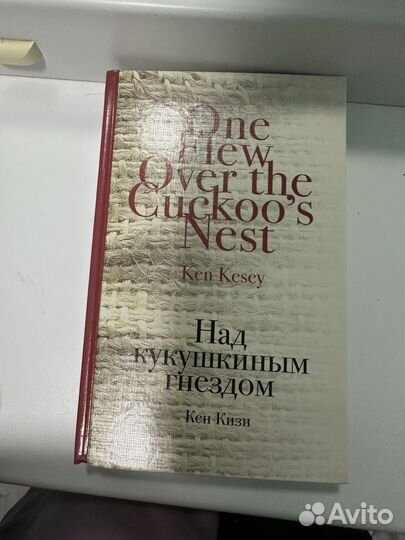 One
Flew
Over the
Cuckoo's
Nest
Ken Kesey
Над
кукушкиным
гнездом
Кен Кизи
Avito